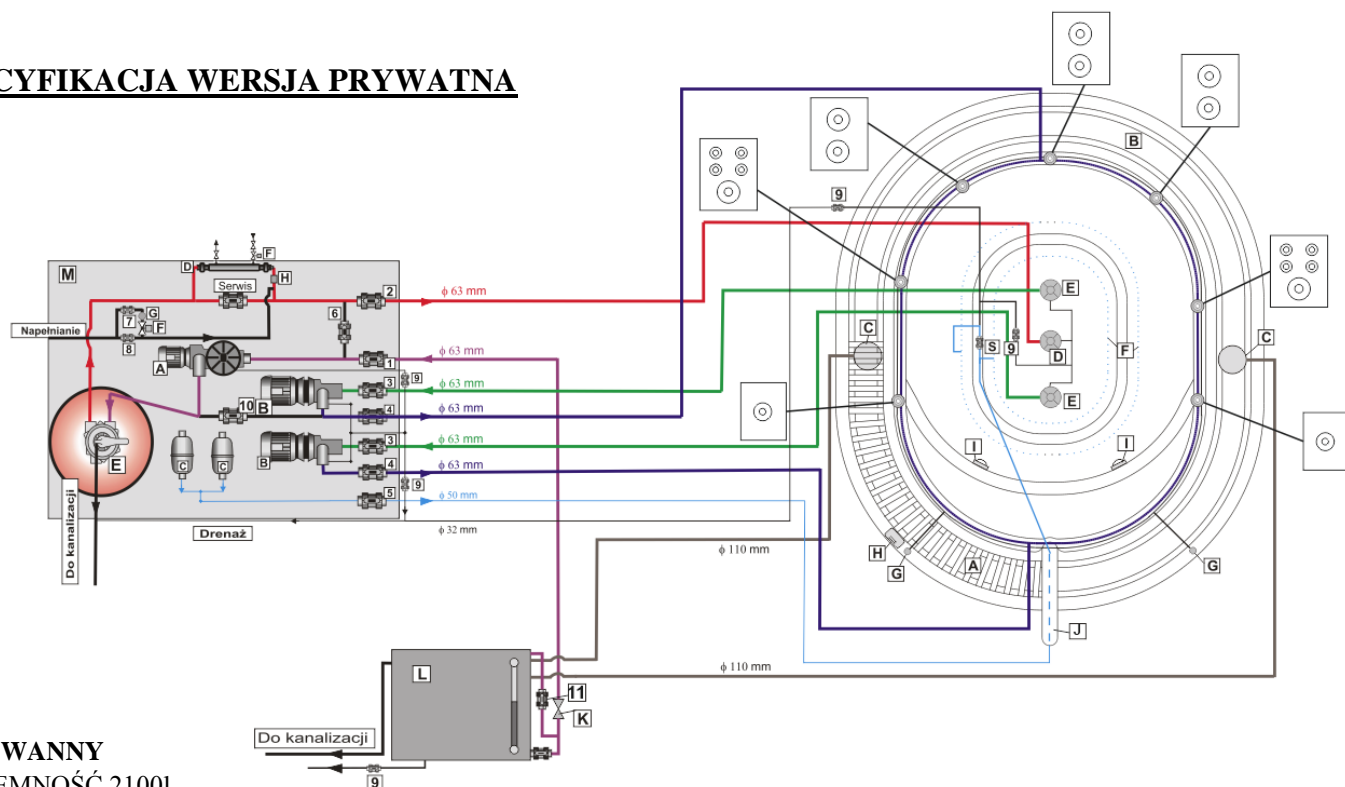 CYFIKACJA WERSJA PRYWATNA
B
9
M
D
F
H
Serwis
2
ϕ 63 mm
E
G
7
F
6
Napełnianie
8
A
1
ϕ 63 mm
C
S
9
D
F
C
3
9
ϕ 63 mm
E
10
B
4
ϕ 63 mm
3
ϕ 63 mm
B
E
C
C
4
ϕ 63 mm
I
I
9
5
ϕ 50 mm
Drenaż
ϕ 32 mm
Do kanalizacji
H
ϕ 110 mm
G
A
G
J
L
ϕ 110 mm
11
K
Do kanalizacji
9
WANNY
EMNOŚĆ 2100l